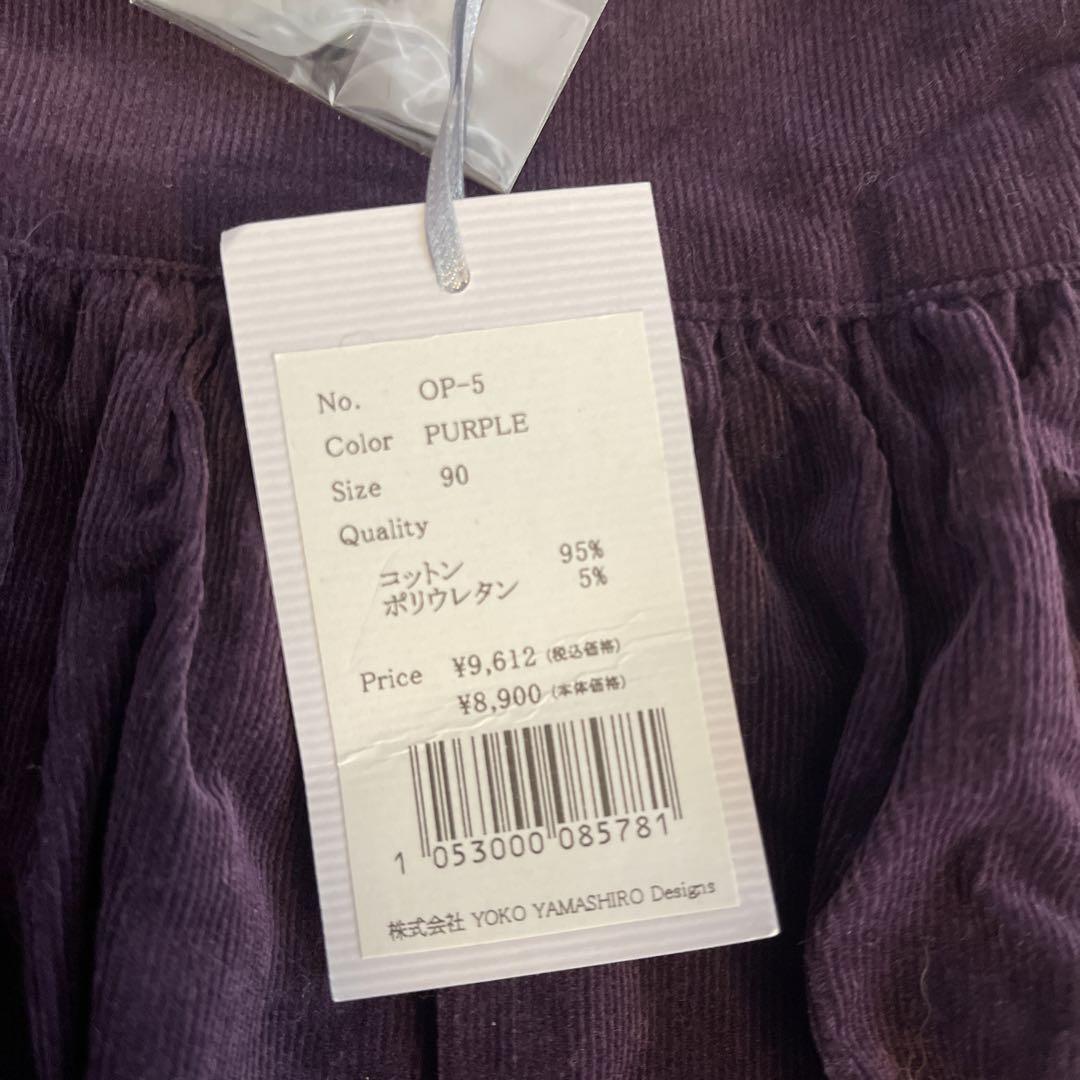 No. OP-5
Color PURPLE
Size 90
Quality
コットン 95%
ポリウレタン 5%
Price ¥9,612 (税込価格)
¥8,900 (本体価格)
1 053000 085781
株式会社 YOKO YAMASHIRO Designs